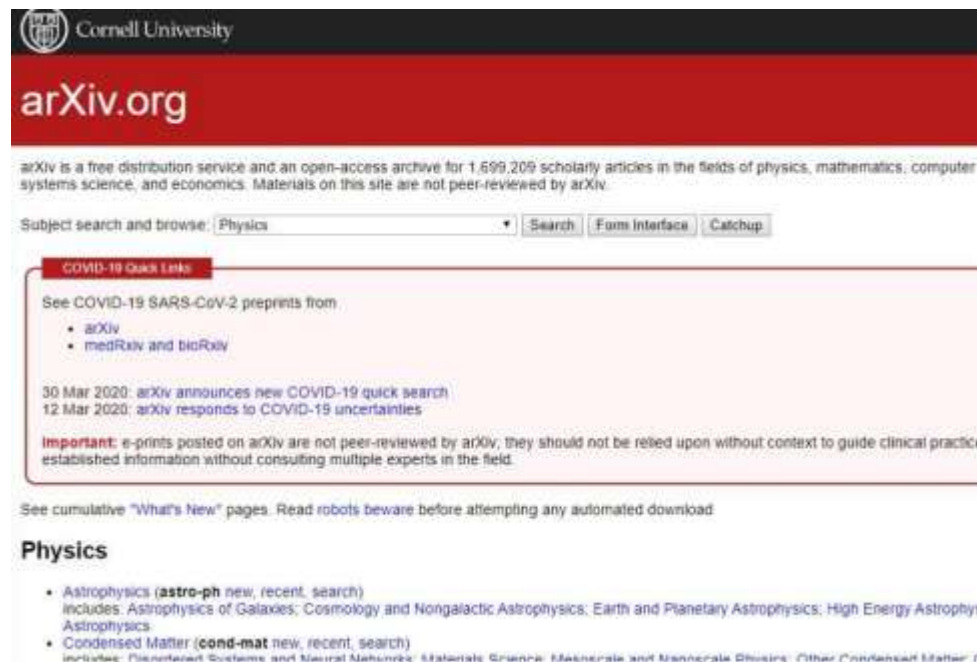 Cornell University
arXiv.org
arXiv is a free distribution service and an open-access archive for 1,699,209 scholarly articles in the fields of physics, mathematics, computer
systems science, and economics. Materials on this site are not peer-reviewed by arXiv.
Subject search and browse: Physics Search Form Interface Catchup
COVID-19 Quick Links
See COVID-19 SARS-CoV-2 preprints from
• arXiv
• medRxiv and bioRxiv
30 Mar 2020: arXiv announces new COVID-19 quick search
12 Mar 2020: arXiv responds to COVID-19 uncertainties
Important: e-prints posted on arXiv are not peer-reviewed by arXiv; they should not be relied upon without context to guide clinical practice
established information without consulting multiple experts in the field.
See cumulative "What's New" pages. Read robots beware before attempting any automated download
Physics
• Astrophysics (astro-ph new, recent, search)
includes: Astrophysics of Galaxies; Cosmology and Nongalactic Astrophysics; Earth and Planetary Astrophysics; High Energy Astrophy
Astrophysics
• Condensed Matter (cond-mat new, recent, search)
includes: Disordered Systems and Neural Networks; Materials Science; Mesoscale and Nanoscale Physics; Other Condensed Matter;